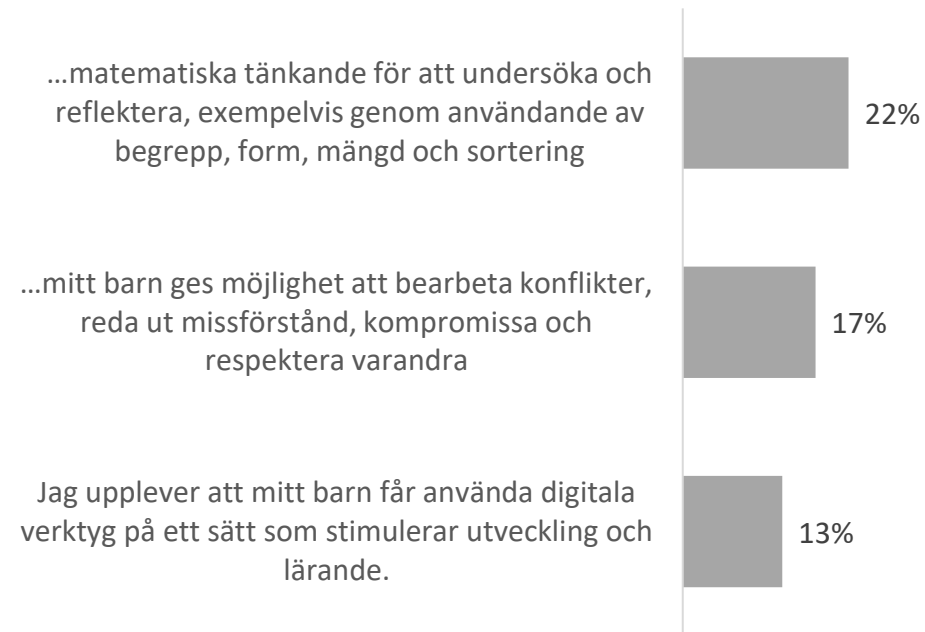 …matematiska tänkande för att undersöka och
reflektera, exempelvis genom användande av
begrepp, form, mängd och sortering
22%
…mitt barn ges möjlighet att bearbeta konflikter,
reda ut missförstånd, kompromissa och
respektera varandra
17%
Jag upplever att mitt barn får använda digitala
verktyg på ett sätt som stimulerar utveckling och
lärande.
13%